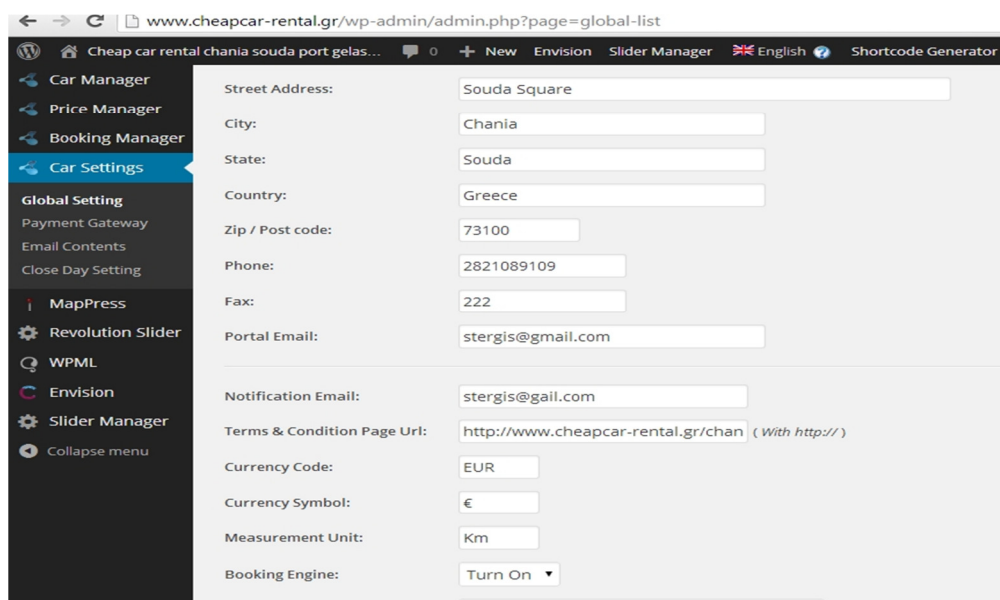 www.cheapcar-rental.gr/wp-admin/admin.php?page=global-list
Cheap car rental chania souda port gelas... 0 + New Envision Slider Manager English ? Shortcode Generator
Car Manager
Price Manager
Booking Manager
Car Settings
Global Setting
Payment Gateway
Email Contents
Close Day Setting
MapPress
Revolution Slider
WPML
Envision
Slider Manager
Collapse menu
Street Address: Souda Square
City: Chania
State: Souda
Country: Greece
Zip / Post code: 73100
Phone: 2821089109
Fax: 222
Portal Email: stergis@gmail.com
Notification Email: stergis@gail.com
Terms & Condition Page Url: http://www.cheapcar-rental.gr/chan ( With http:// )
Currency Code: EUR
Currency Symbol: €
Measurement Unit: Km
Booking Engine: Turn On